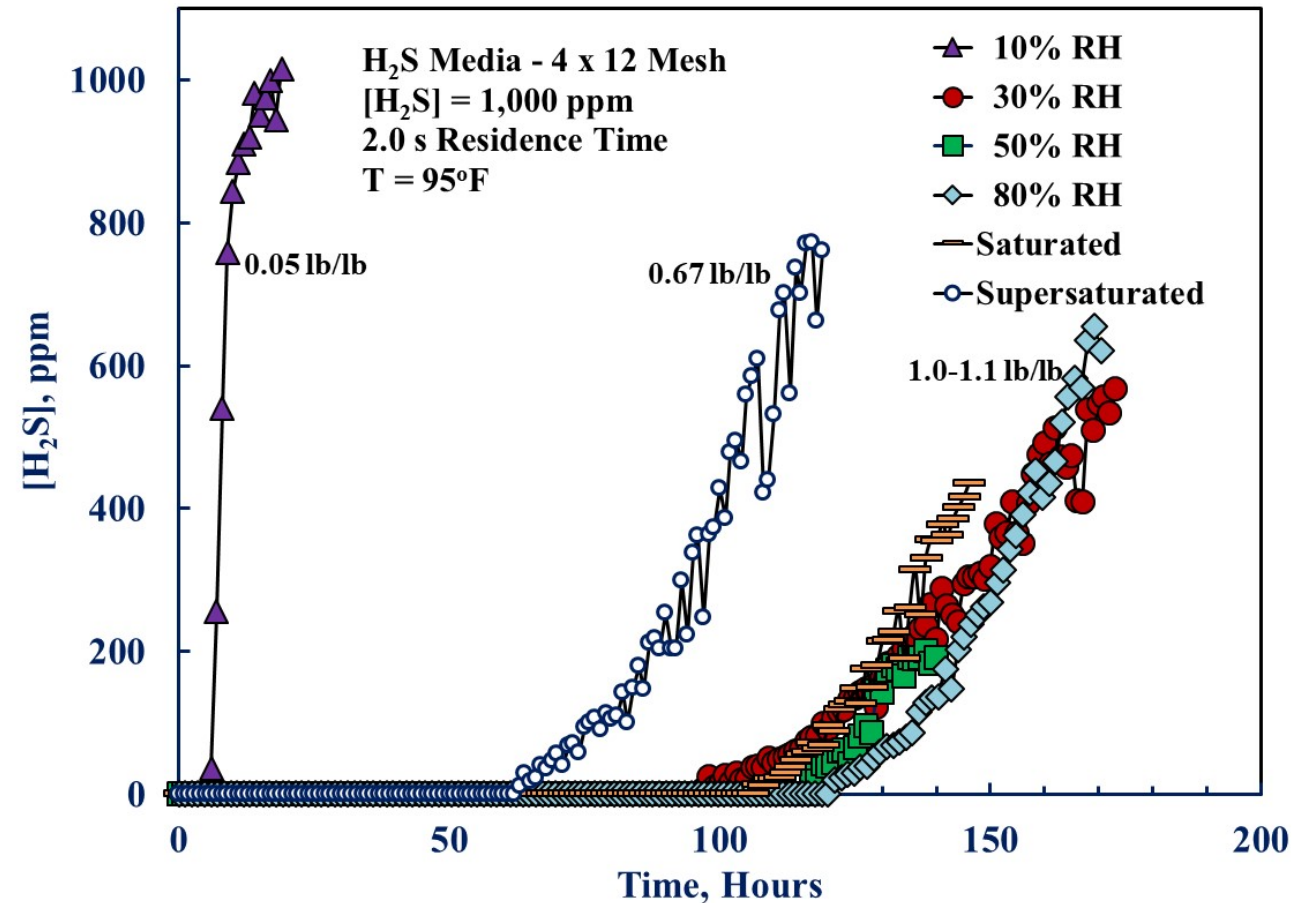 H₂S Media - 4 x 12 Mesh
[H₂S] = 1,000 ppm
2.0 s Residence Time
T = 95°F
10% RH
30% RH
50% RH
80% RH
Saturated
Supersaturated
0.05 lb/lb
0.67 lb/lb
1.0-1.1 lb/lb
[H₂S], ppm
1000
800
600
400
200
0
0 50 100 150 200
Time, Hours